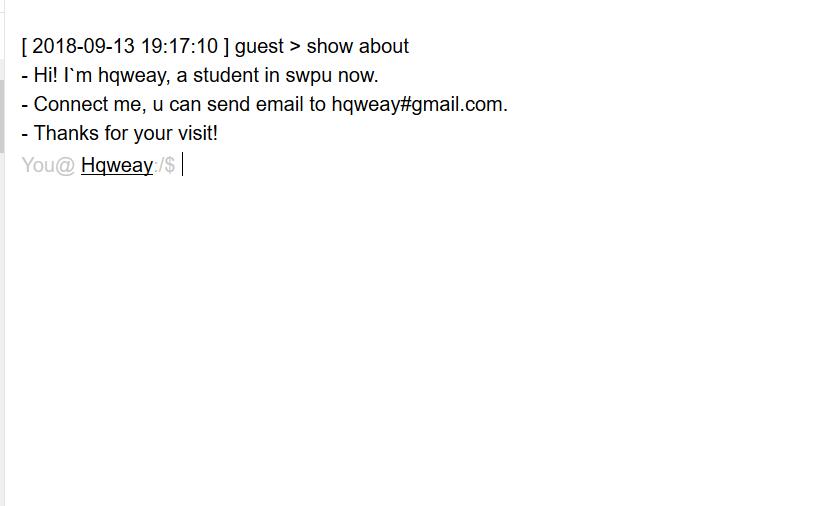 [ 2018-09-13 19:17:10 ] guest > show about
- Hi! I`m hqweay, a student in swpu now.
- Connect me, u can send email to hqweay#gmail.com.
- Thanks for your visit!
You@ Hqweay:/$